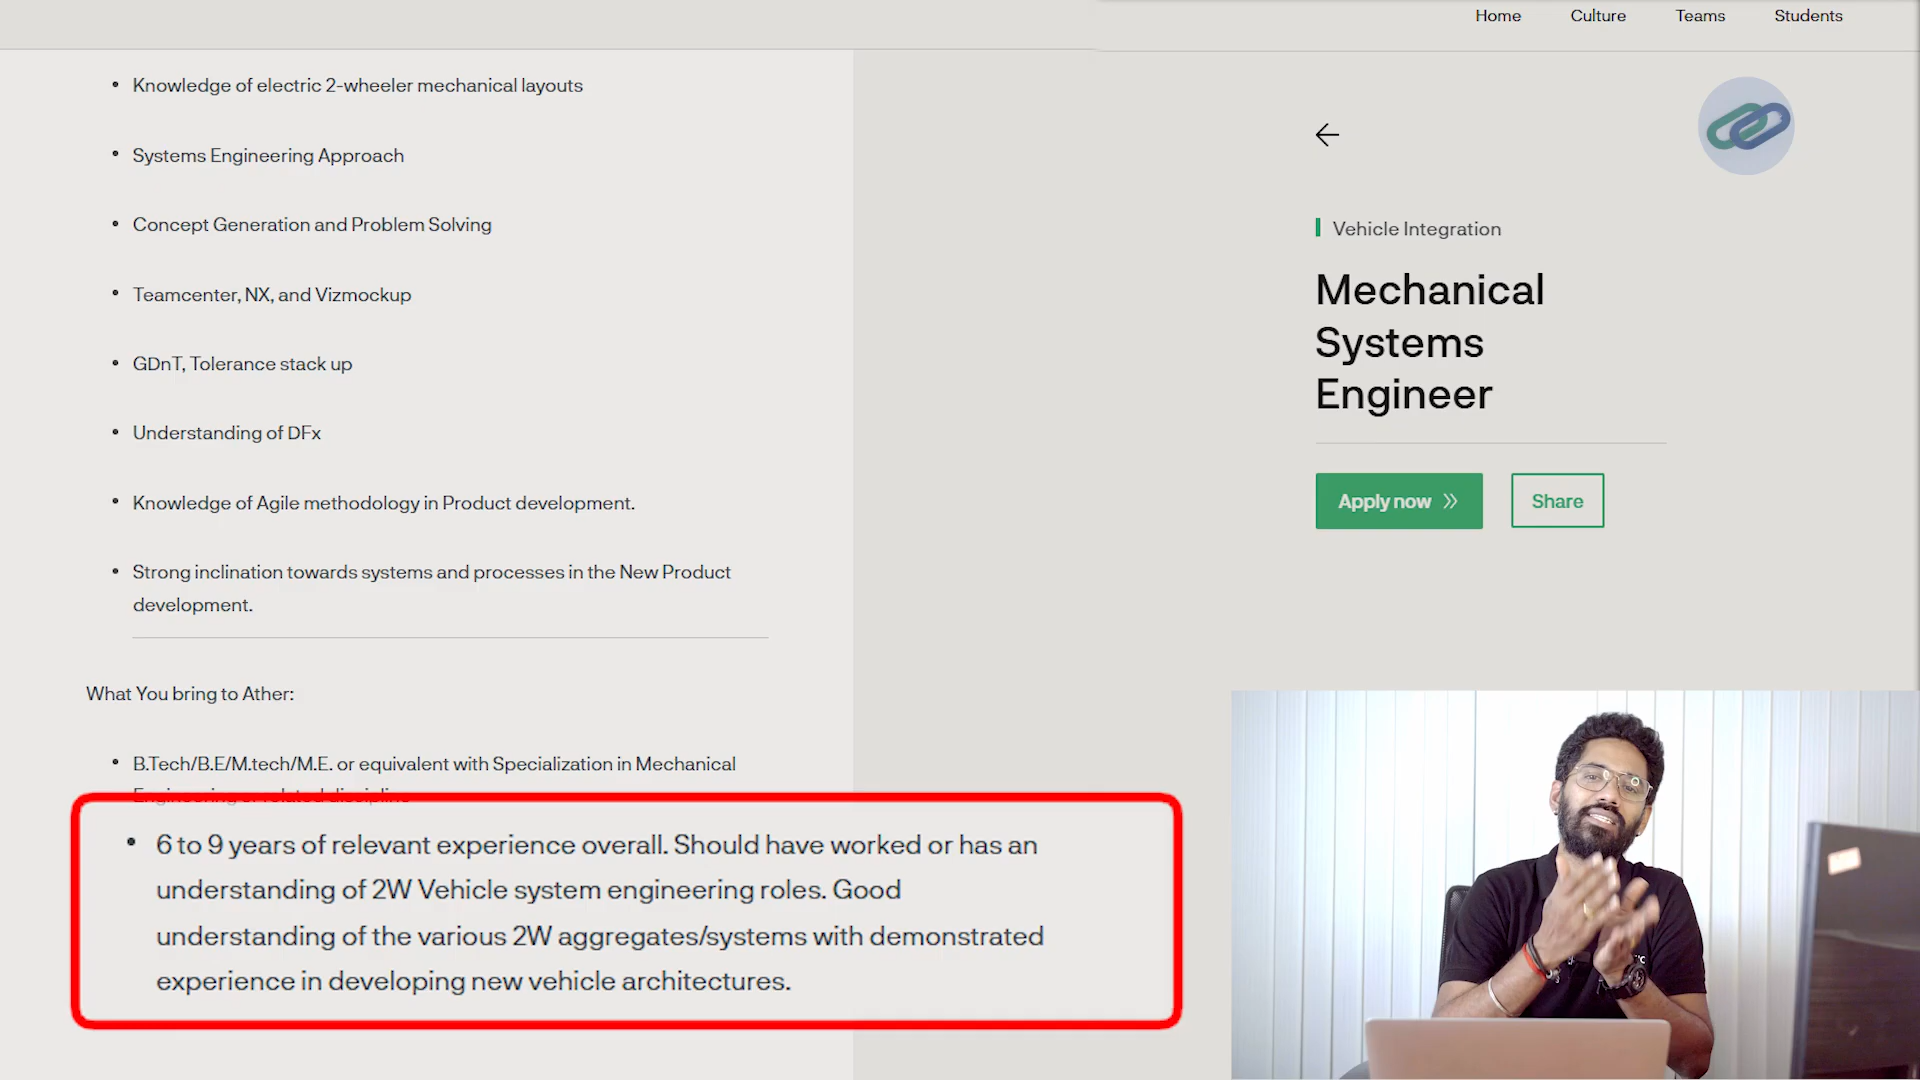 Home Culture Teams Students
Knowledge of electric 2-wheeler mechanical layouts
Systems Engineering Approach
Concept Generation and Problem Solving
Teamcenter, NX, and Vizmockup
GDnT, Tolerance stack up
Understanding of DFx
Knowledge of Agile methodology in Product development.
Strong inclination towards systems and processes in the New Product
development.
What You bring to Ather:
B.Tech/B.E/M.tech/M.E. or equivalent with Specialization in Mechanical
Engineering or related discipline
6 to 9 years of relevant experience overall. Should have worked or has an
understanding of 2W Vehicle system engineering roles. Good
understanding of the various 2W aggregates/systems with demonstrated
experience in developing new vehicle architectures.
Vehicle Integration
Mechanical
Systems
Engineer
Apply now
Share